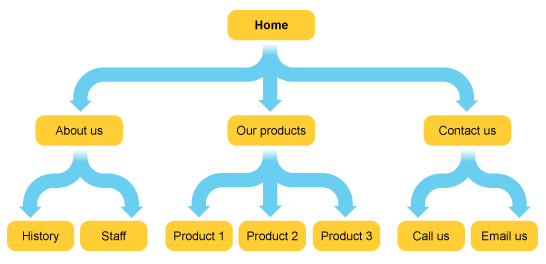 Home
About us
Our products
Contact us
History
Staff
Product 1
Product 2
Product 3
Call us
Email us